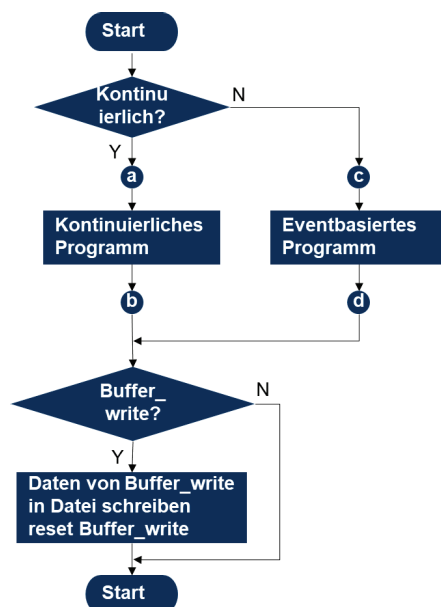 Start
Kontinu
ierlich?
N
Y
a
c
Kontinuierliches
Programm
Eventbasiertes
Programm
b
d
Buffer_
write?
N
Y
Daten von Buffer_write
in Datei schreiben
reset Buffer_write
Start